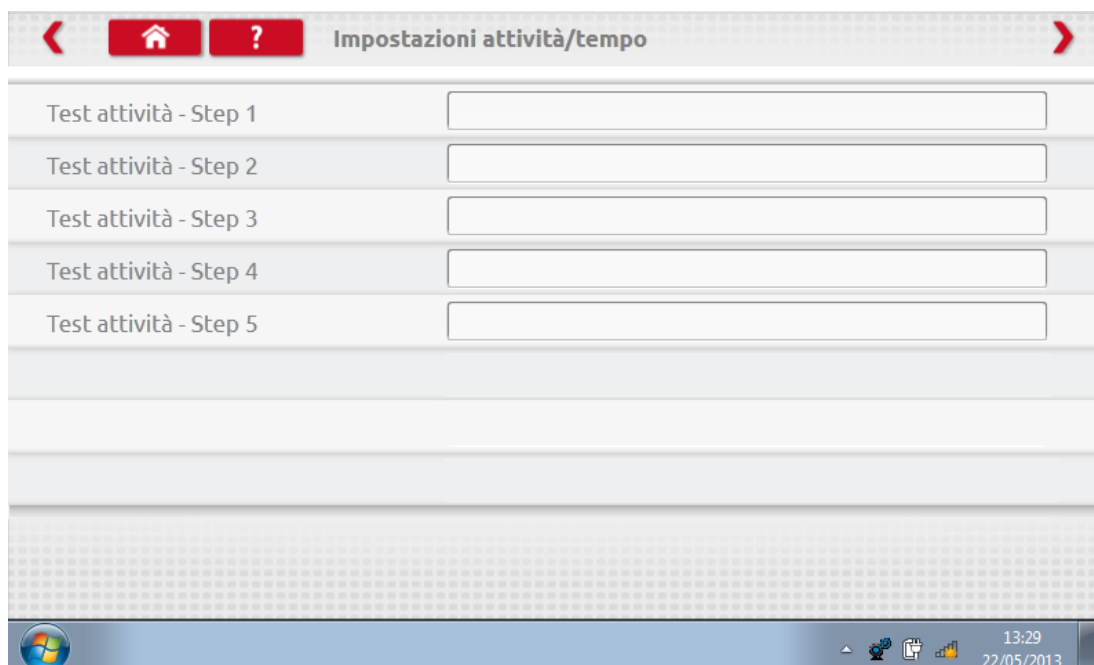 ? Impostazioni attività/tempo
Test attività - Step 1
Test attività - Step 2
Test attività - Step 3
Test attività - Step 4
Test attività - Step 5
13:29
22/05/2013